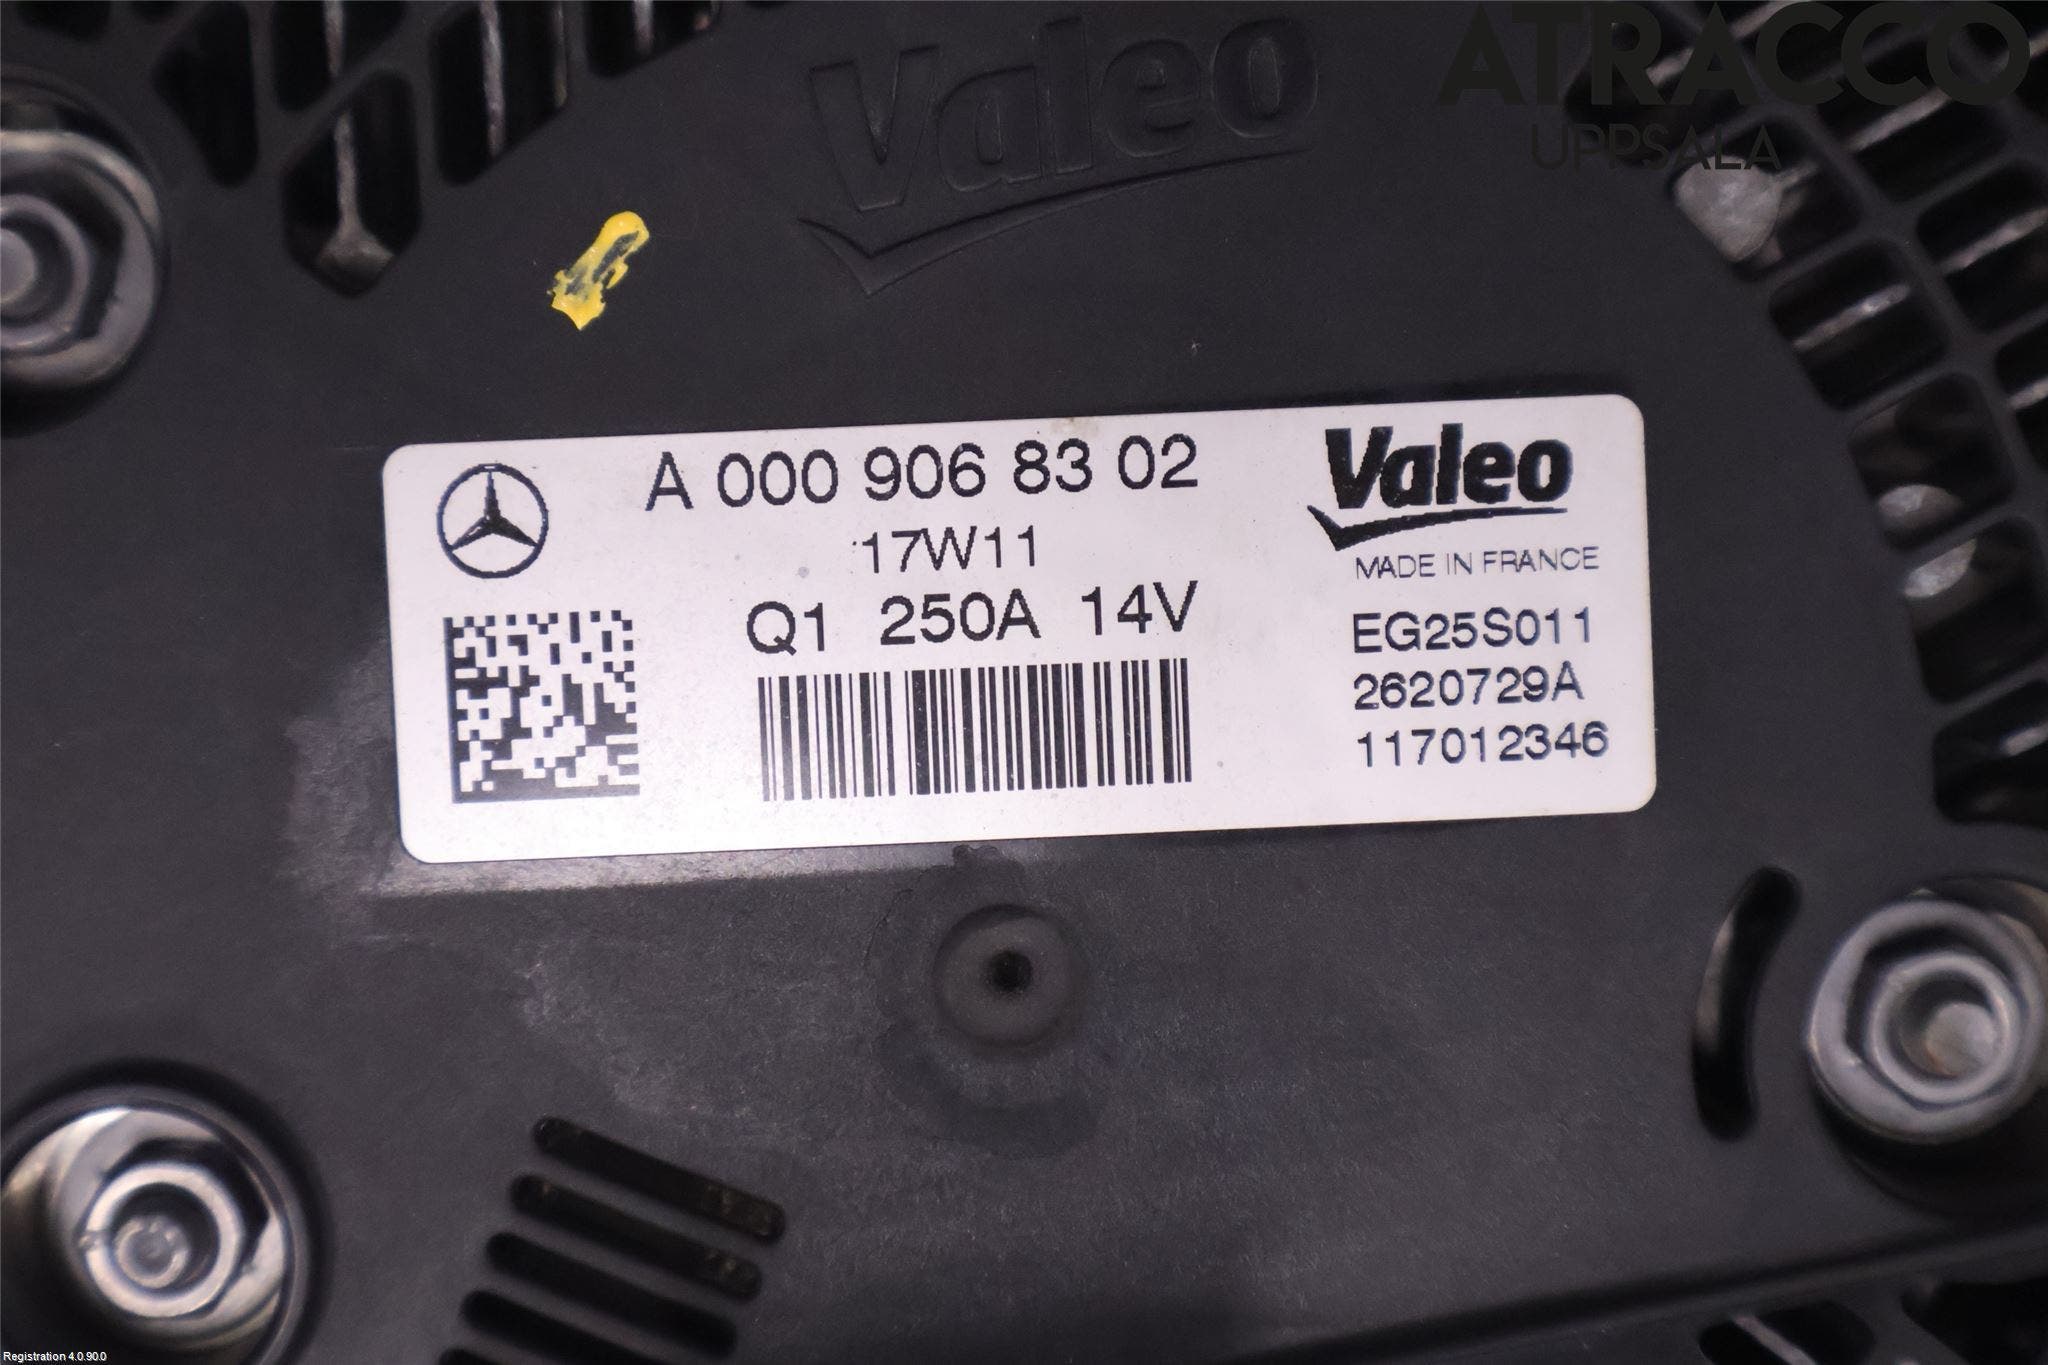 ATRACCO
UPPSALA
Valeo
A 000 906 83 02
17W11
Q1 250A 14V
Valeo
MADE IN FRANCE
EG25S011
2620729A
117012346
Registration 4.0.90.0